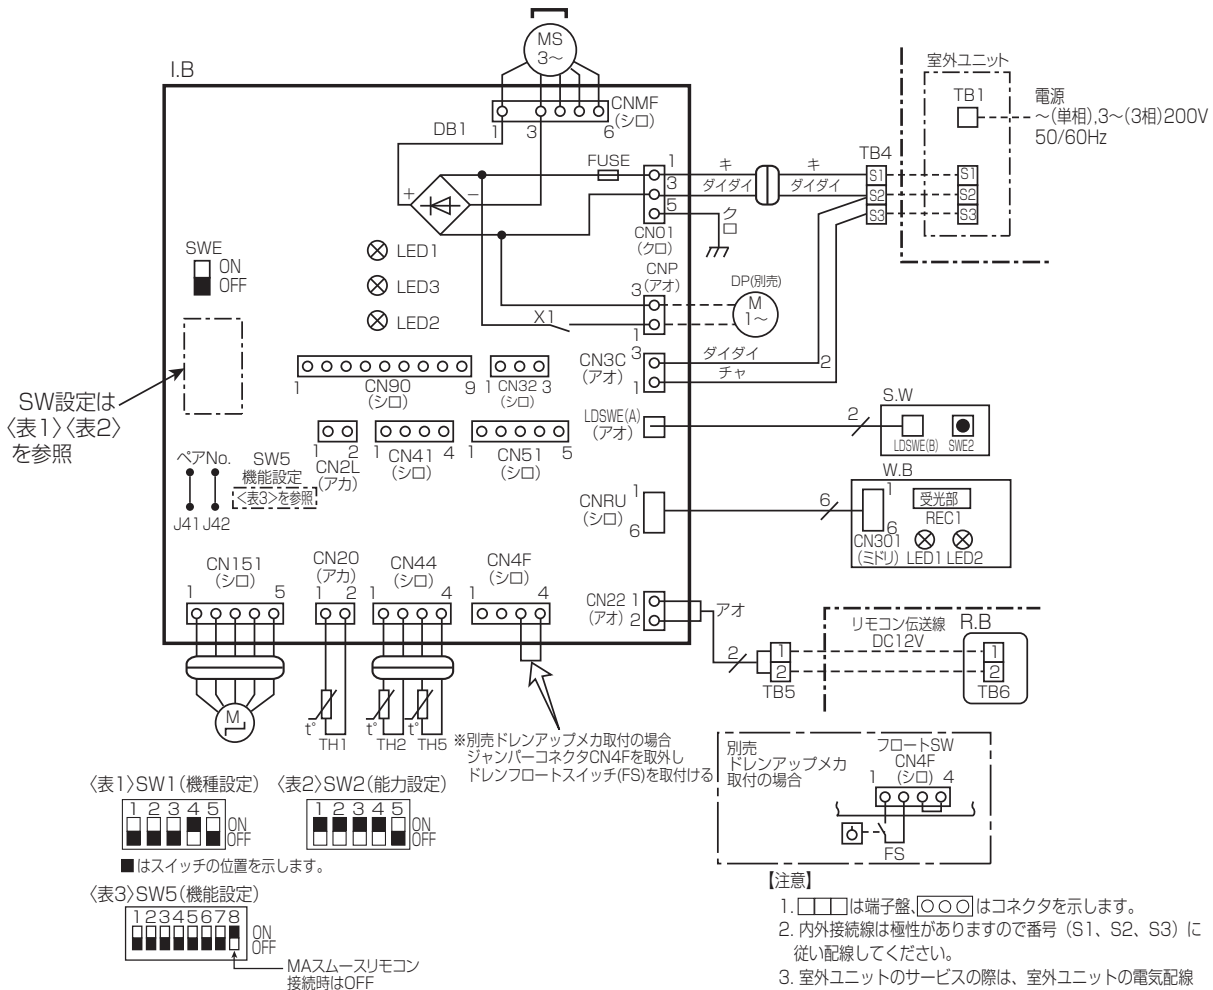 MS
3～
I.B
CNMF
(シロ)
1
3
6
DB1
+
−
FUSE
1
3
5
CN01
(クロ)
キ
キ
ダイダイ
ダイダイ
クロ
TB4
S1
S2
S3
室外ユニット
TB1
S1
S2
S3
電源
～(単相),3～(3相)200V
50/60Hz
SWE
ON
OFF
LED1
LED3
LED2
CNP
(アオ)
3
1
X1
DP(別売)
M
1～
SW設定は
〈表1〉〈表2〉
を参照
1
CN90
(シロ)
9
1
CN32
(シロ)
3
CN3C
(アオ)
3
1
ダイダイ
チャ
2
LDSWE(A)
(アオ)
2
S.W
LDSWE(B)
SWE2
1 2
CN2L
(アカ)
1
CN41
(シロ)
4
1
CN51
(シロ)
5
ペアNo.
J41 J42
SW5
機能設定
<表3>を参照
CNRU
(シロ)
1
6
6
W.B
1
6
CN301
(ミドリ)
受光部
REC1
LED1 LED2
CN151
(シロ)
1
5
CN20
(アカ)
1 2
CN44
(シロ)
1
4
CN4F
(シロ)
1
4
CN22
(アオ)
1
2
アオ
2
1
2
TB5
リモコン伝送線
DC12V
R.B
1
2
TB6
M
t°
TH1
t°
TH2
t°
TH5
※別売ドレンアップメカ取付の場合
ジャンパーコネクタCN4Fを取外し
ドレンフロートスイッチ(FS)を取付ける
別売
ドレンアップメカ
取付の場合
フロートSW
CN4F
(シロ)
1
4
FS
〈表1〉SW1(機種設定)
1 2 3 4 5
ON
OFF
〈表2〉SW2(能力設定)
1 2 3 4 5
ON
OFF
■はスイッチの位置を示します。
〈表3〉SW5(機能設定)
1 2 3 4 5 6 7 8
ON
OFF
MAスムースリモコン
接続時はOFF
【注意】
1. □□□は端子盤、○○○はコネクタを示します。
2. 内外接続線は極性がありますので番号（S1、S2、S3）に
従い配線してください。
3. 室外ユニットのサービスの際は、室外ユニットの電気配線